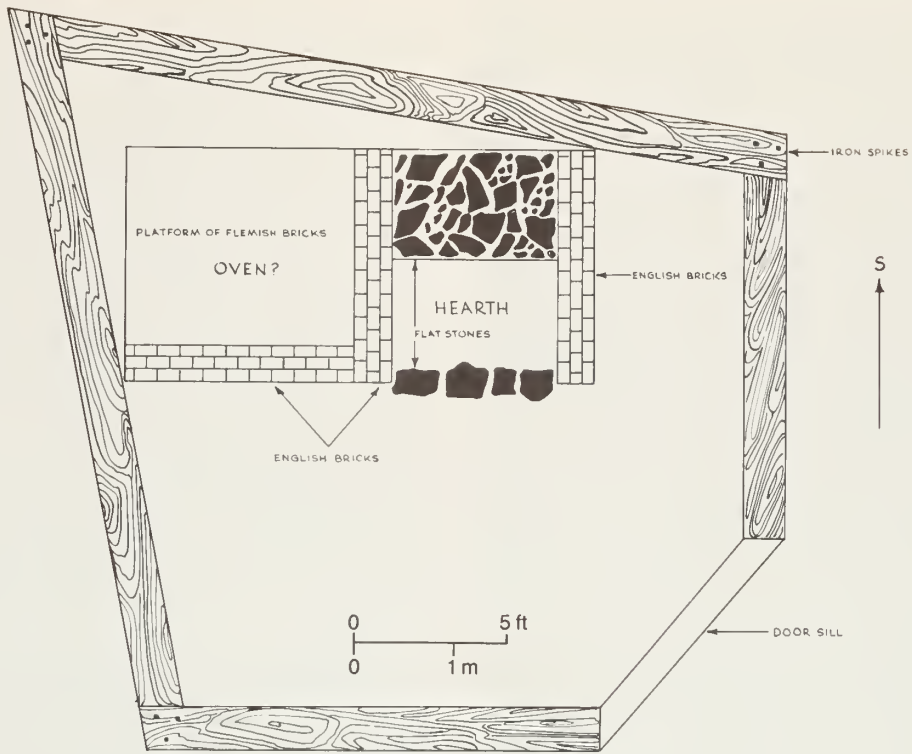 IRON SPIKES
PLATFORM OF FLEMISH BRICKS
OVEN?
S
ENGLISH BRICKS
HEARTH
FLAT STONES
ENGLISH BRICKS
0 5 ft
0 1 m
DOOR SILL